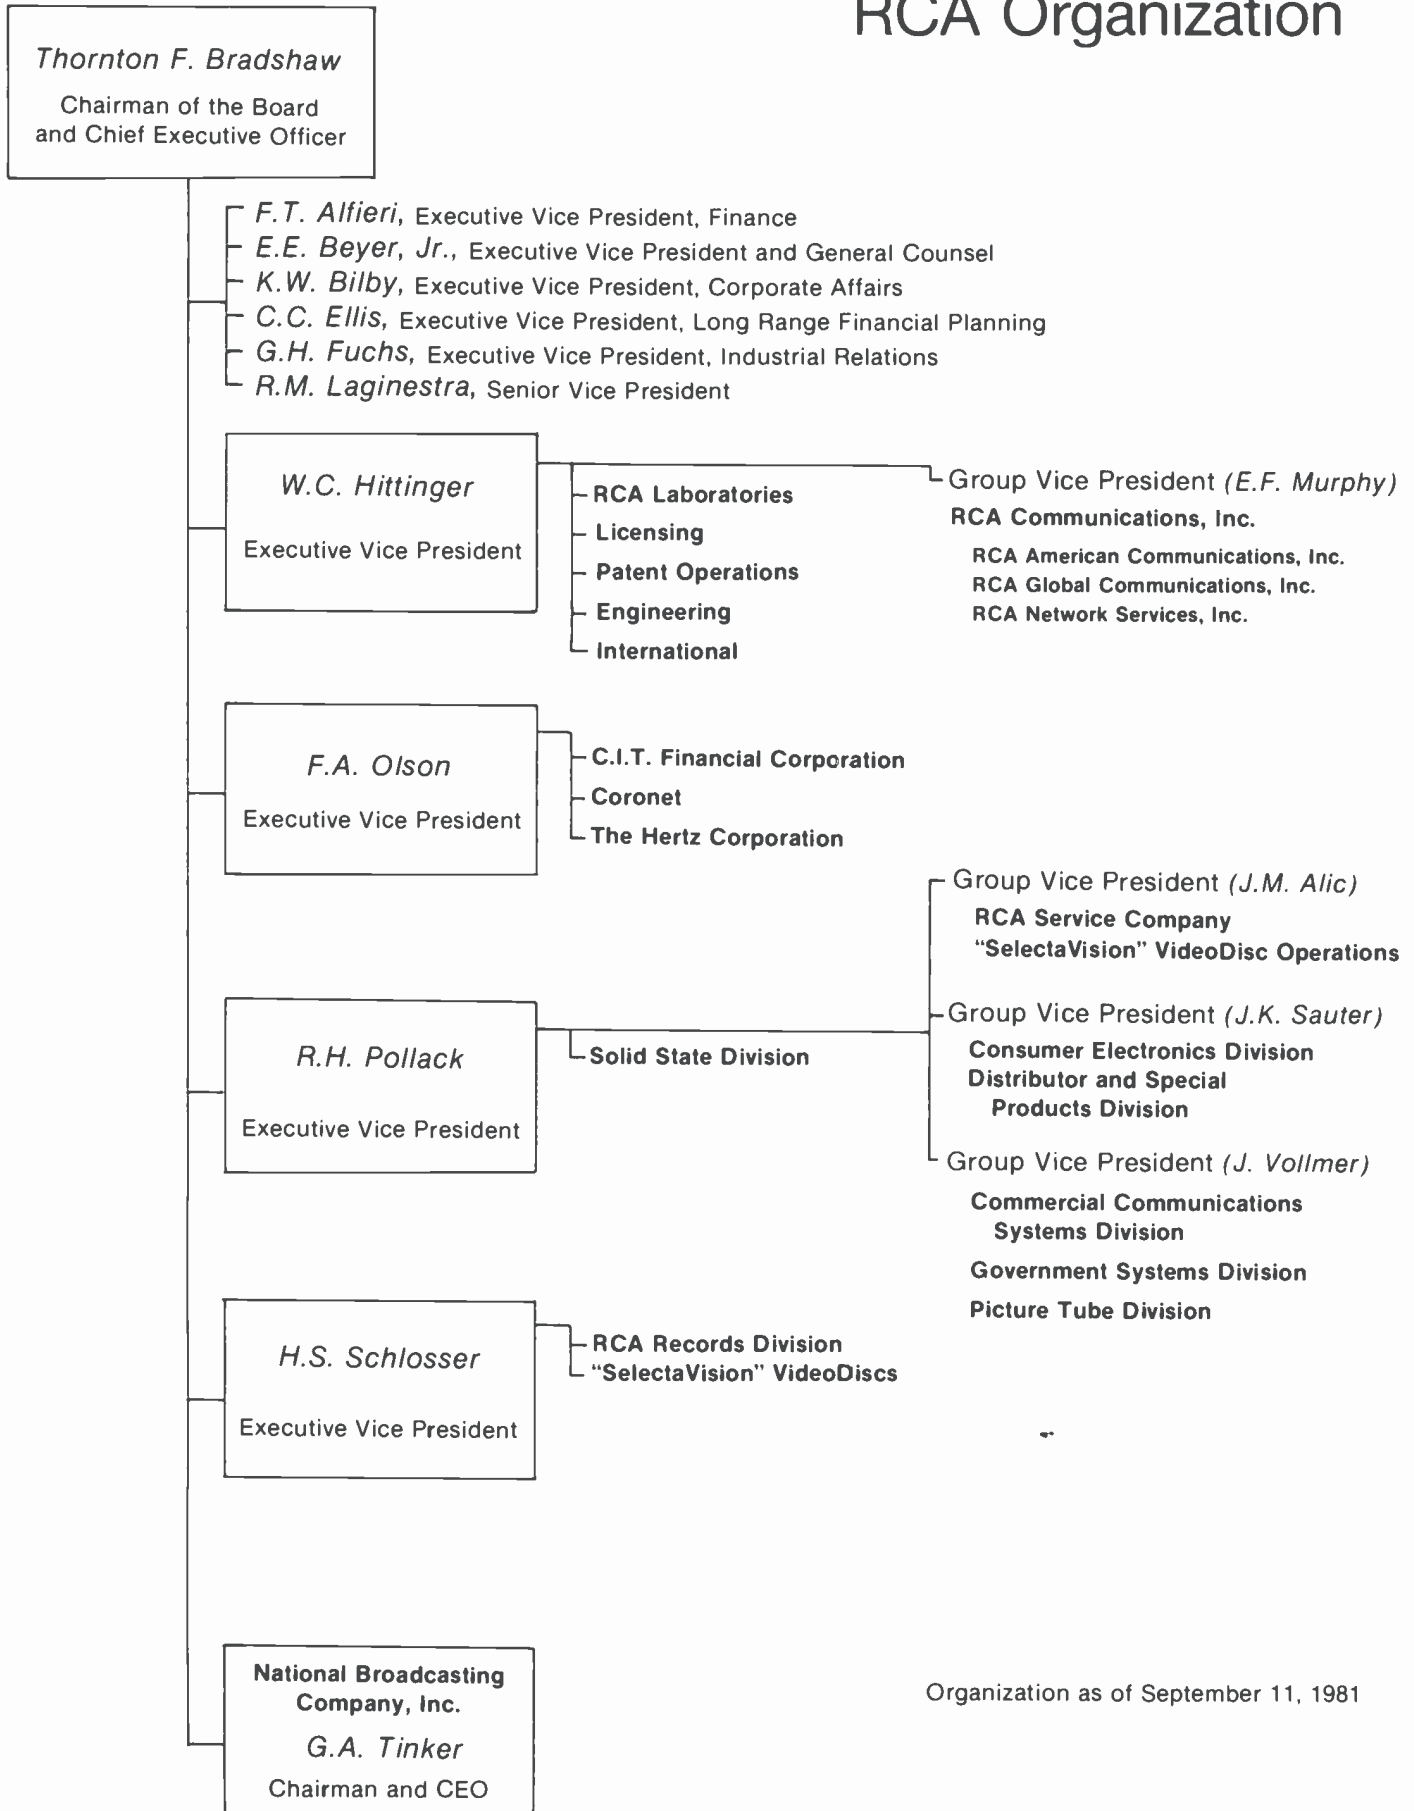 RCA Organization
Thornton F. Bradshaw
Chairman of the Board
and Chief Executive Officer
F.T. Alfieri, Executive Vice President, Finance
E.E. Beyer, Jr., Executive Vice President and General Counsel
K.W. Bilby, Executive Vice President, Corporate Affairs
C.C. Ellis, Executive Vice President, Long Range Financial Planning
G.H. Fuchs, Executive Vice President, Industrial Relations
R.M. Laginestra, Senior Vice President
W.C. Hittinger
Executive Vice President
RCA Laboratories
Licensing
Patent Operations
Engineering
International
Group Vice President (E.F. Murphy)
RCA Communications, Inc.
RCA American Communications, Inc.
RCA Global Communications, Inc.
RCA Network Services, Inc.
F.A. Olson
Executive Vice President
C.I.T. Financial Corporation
Coronet
The Hertz Corporation
R.H. Pollack
Executive Vice President
Solid State Division
Group Vice President (J.M. Alic)
RCA Service Company
“SelectaVision” VideoDisc Operations
Group Vice President (J.K. Sauter)
Consumer Electronics Division
Distributor and Special
Products Division
Group Vice President (J. Vollmer)
Commercial Communications
Systems Division
Government Systems Division
Picture Tube Division
H.S. Schlosser
Executive Vice President
RCA Records Division
“SelectaVision” VideoDiscs
National Broadcasting
Company, Inc.
G.A. Tinker
Chairman and CEO
Organization as of September 11, 1981